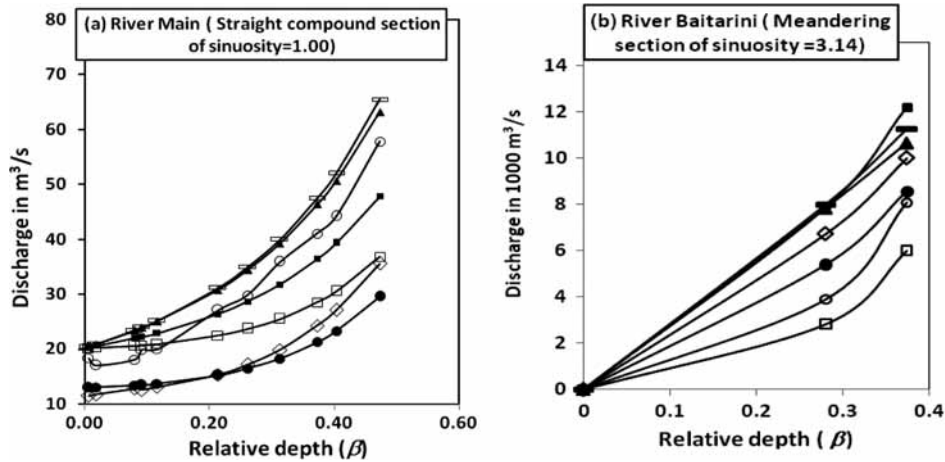 (a) River Main ( Straight compound section
of sinuosity=1.00)
80
70
60
50
40
30
20
10
Discharge in m³/s
0.00 0.20 0.40 0.60
Relative depth (β)
(b) River Baitarini ( Meandering
section of sinuosity =3.14)
14
12
10
8
6
4
2
0
Discharge in 1000 m³/s
0 0.1 0.2 0.3 0.4
Relative depth ( β)